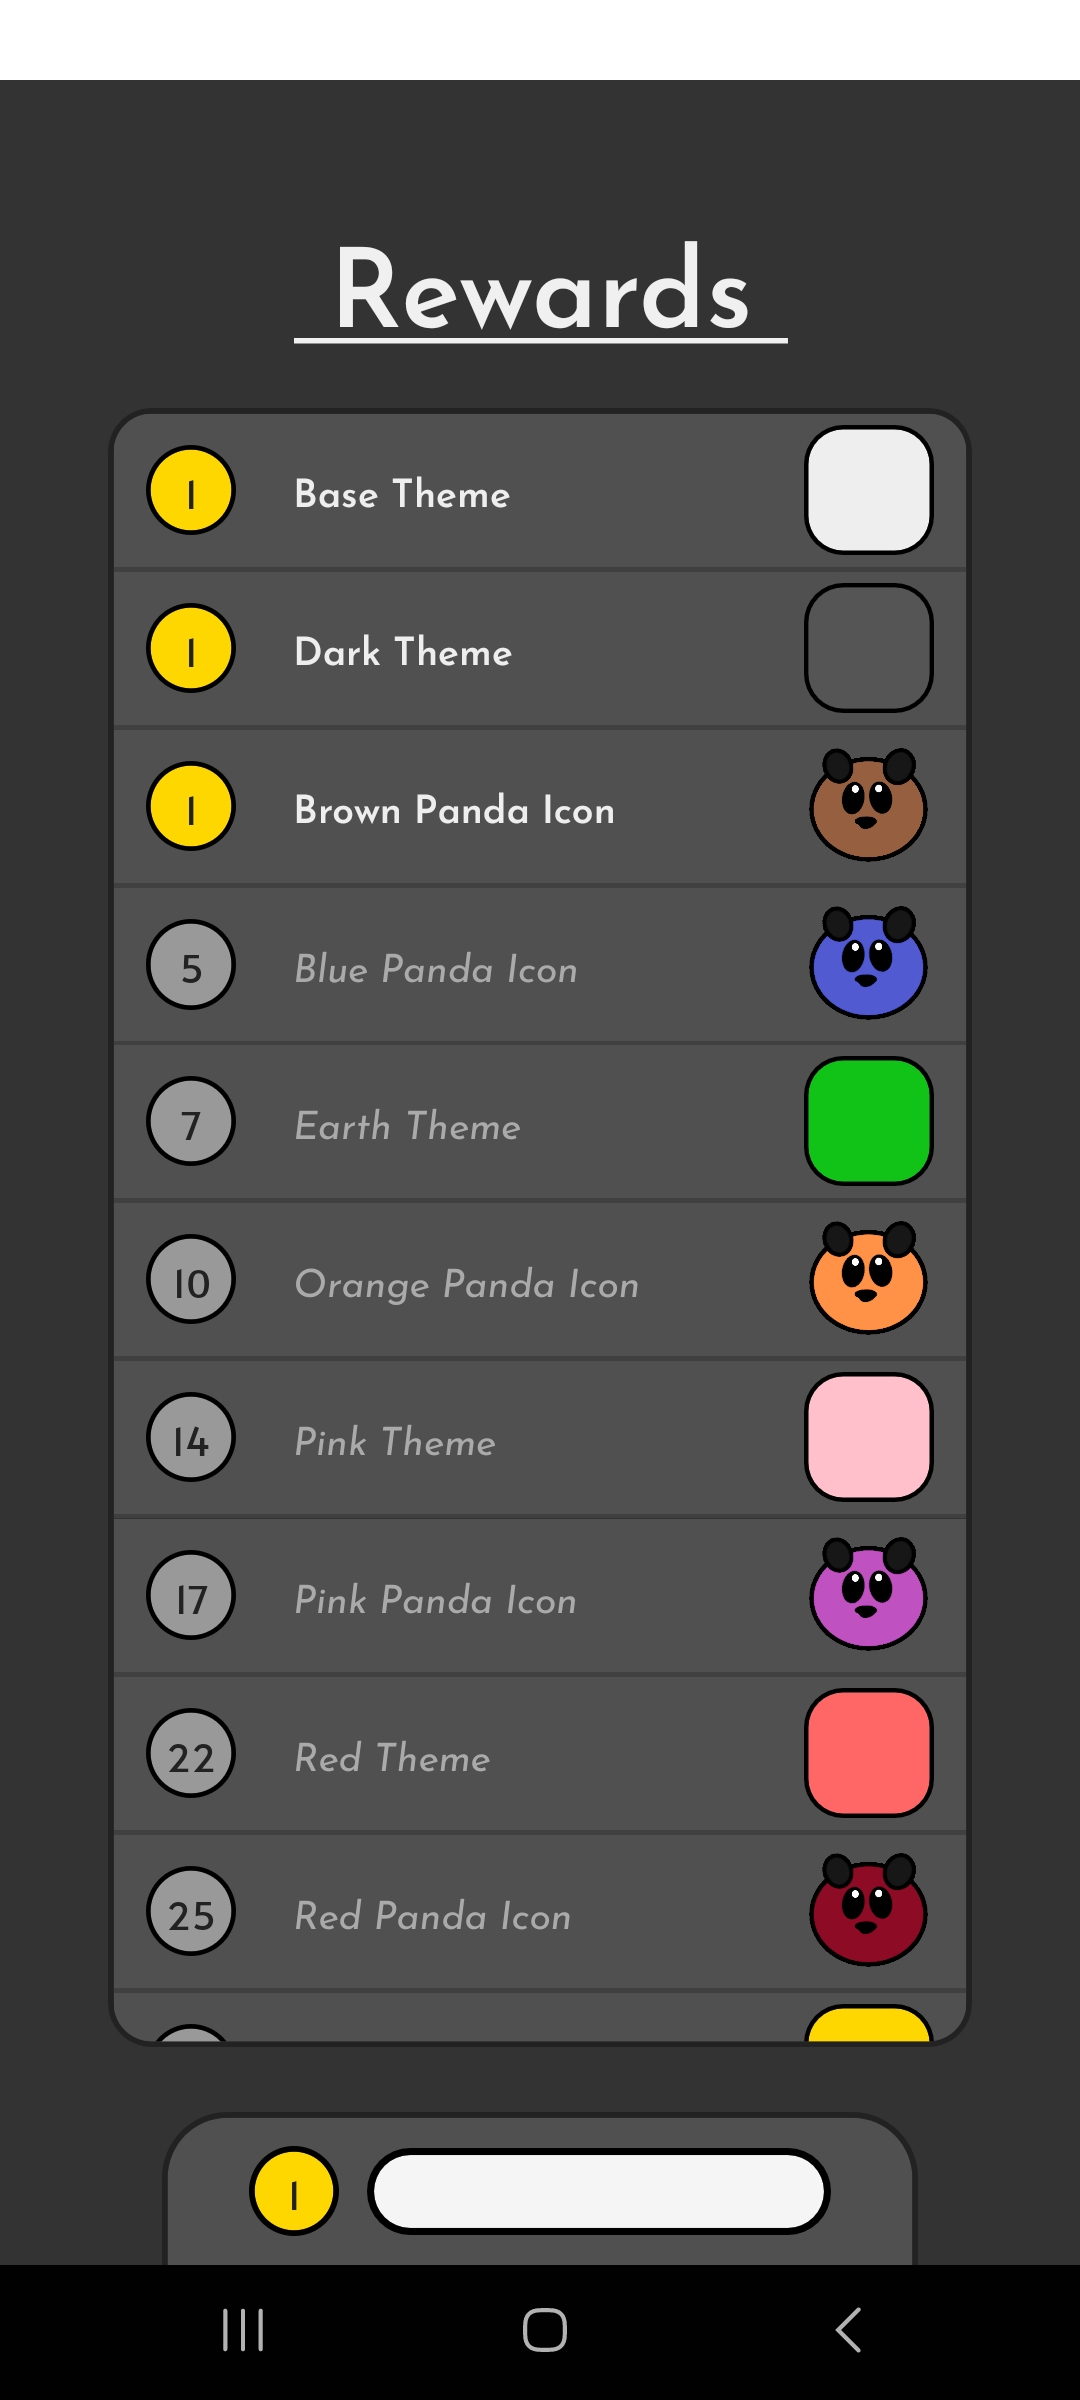 Rewards
1 Base Theme
1 Dark Theme
1 Brown Panda Icon
5 Blue Panda Icon
7 Earth Theme
10 Orange Panda Icon
14 Pink Theme
17 Pink Panda Icon
22 Red Theme
25 Red Panda Icon
1